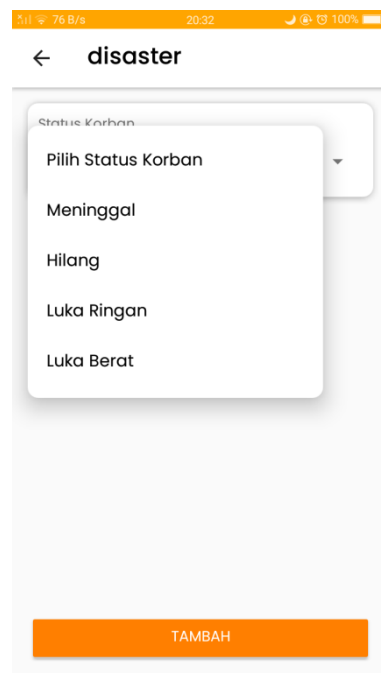 76 B/s 20:32 100%
disaster
Status Korban
Pilih Status Korban
Meninggal
Hilang
Luka Ringan
Luka Berat
TAMBAH